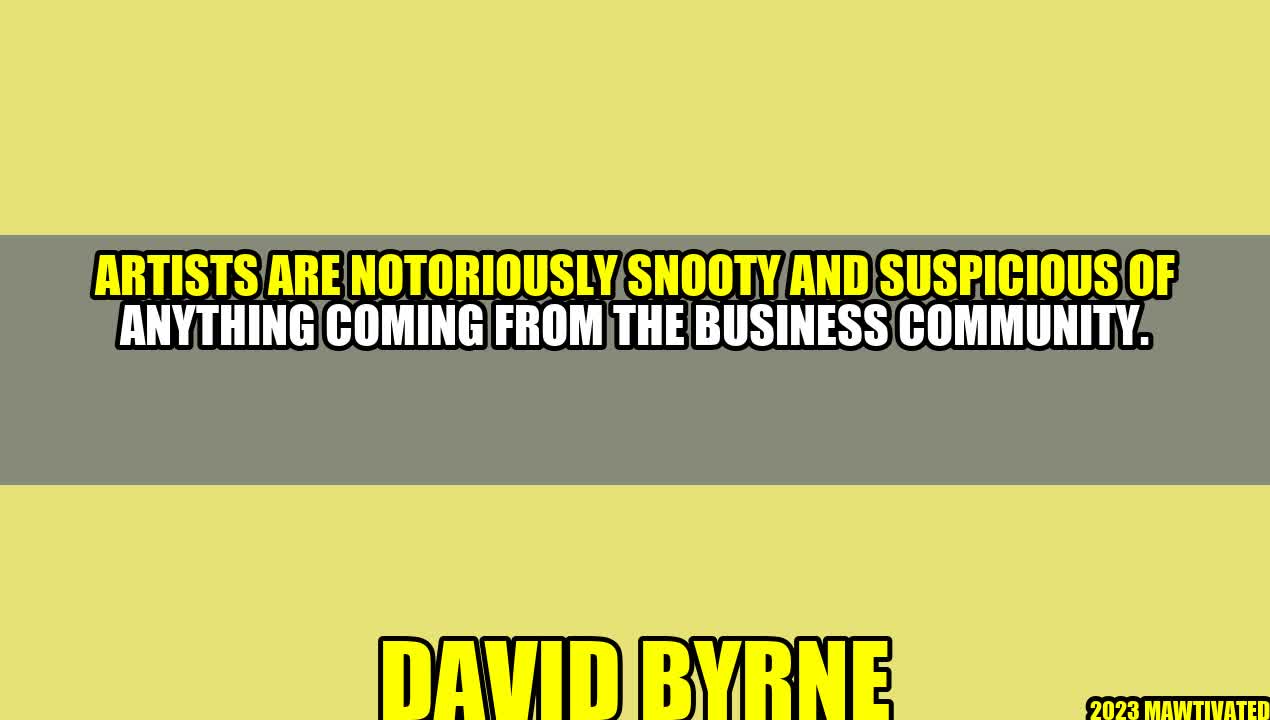 ARTISTS ARE NOTORIOUSLY SNOOTY AND SUSPICIOUS OF
ANYTHING COMING FROM THE BUSINESS COMMUNITY.
DAVID BYRNE
2023 MAWTIVATED